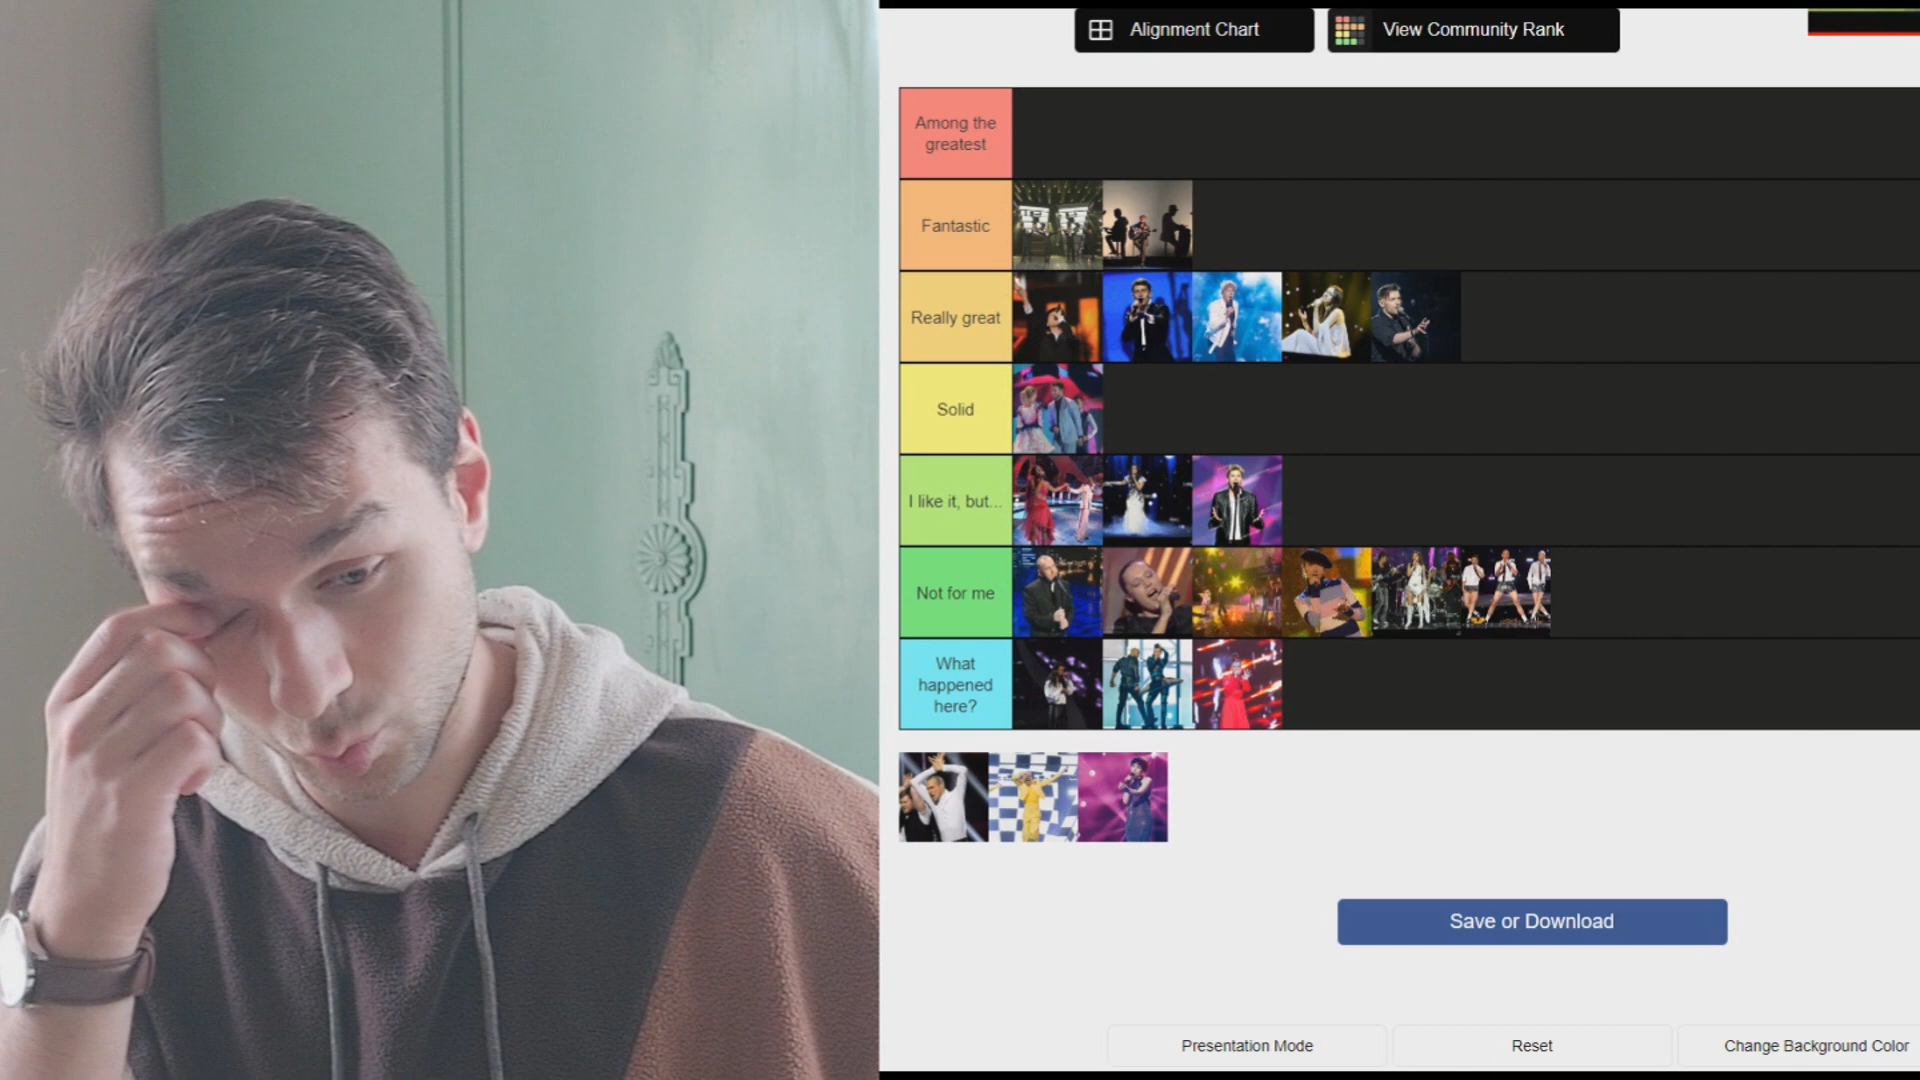 Alignment Chart
View Community Rank
Among the
greatest
Fantastic
Really great
Solid
I like it, but...
Not for me
What
happened
here?
Save or Download
Presentation Mode
Reset
Change Background Color